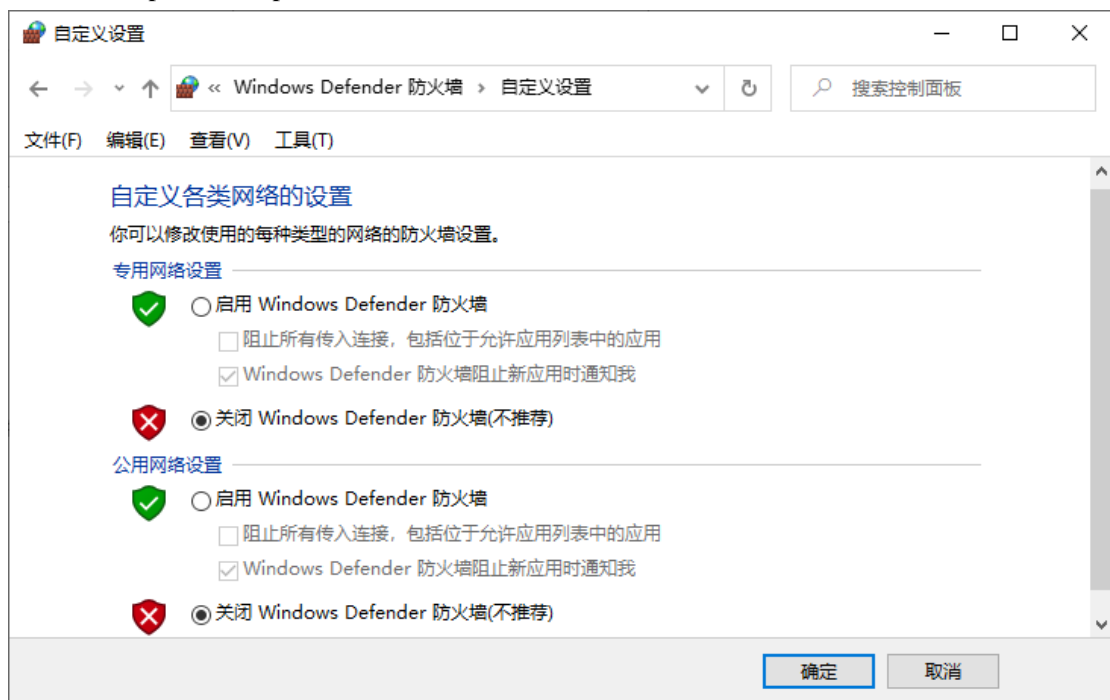 自定义设置
« Windows Defender 防火墙 › 自定义设置
搜索控制面板
文件(F) 编辑(E) 查看(V) 工具(T)
自定义各类网络的设置
你可以修改使用的每种类型的网络的防火墙设置。
专用网络设置
启用 Windows Defender 防火墙
阻止所有传入连接，包括位于允许应用列表中的应用
Windows Defender 防火墙阻止新应用时通知我
关闭 Windows Defender 防火墙(不推荐)
公用网络设置
启用 Windows Defender 防火墙
阻止所有传入连接，包括位于允许应用列表中的应用
Windows Defender 防火墙阻止新应用时通知我
关闭 Windows Defender 防火墙(不推荐)
确定 取消